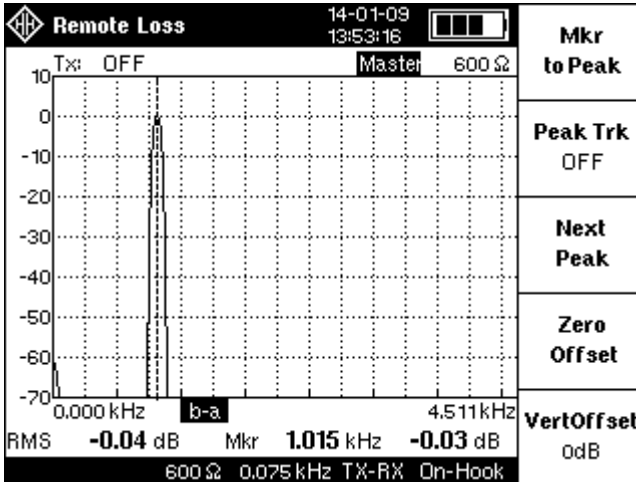 Remote Loss 14-01-09
13:53:16
Tx: OFF Master 600 Ω
10
0
-10
-20
-30
-40
-50
-60
-70
0.000 kHz b-a 4.511kHz
RMS -0.04 dB Mkr 1.015 kHz -0.03 dB
600 Ω 0.075 kHz TX-RX On-Hook
Mkr
to Peak
Peak Trk
OFF
Next
Peak
Zero
Offset
VertOffset
0dB